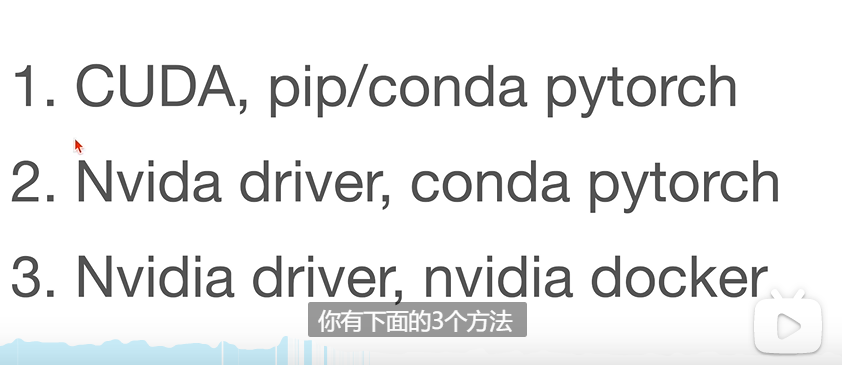 1. CUDA, pip/conda pytorch
2. Nvida driver, conda pytorch
3. Nvidia driver, nvidia docker
你有下面的3个方法